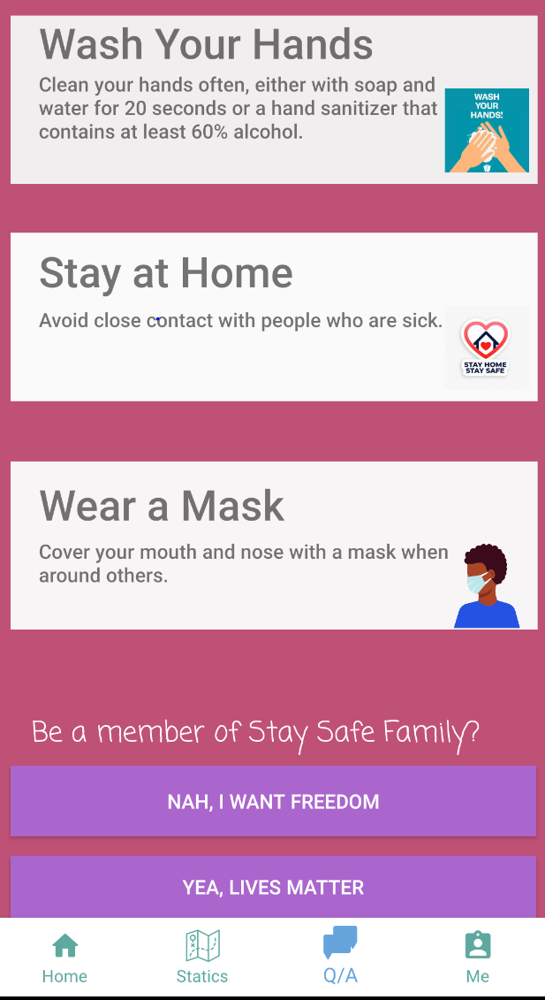 Wash Your Hands
Clean your hands often, either with soap and
water for 20 seconds or a hand sanitizer that
contains at least 60% alcohol.
WASH
YOUR
HANDS!
Stay at Home
Avoid close contact with people who are sick.
STAY HOME
STAY SAFE
Wear a Mask
Cover your mouth and nose with a mask when
around others.
Be a member of Stay Safe Family?
NAH, I WANT FREEDOM
YEA, LIVES MATTER
Home
Statics
Q/A
Me